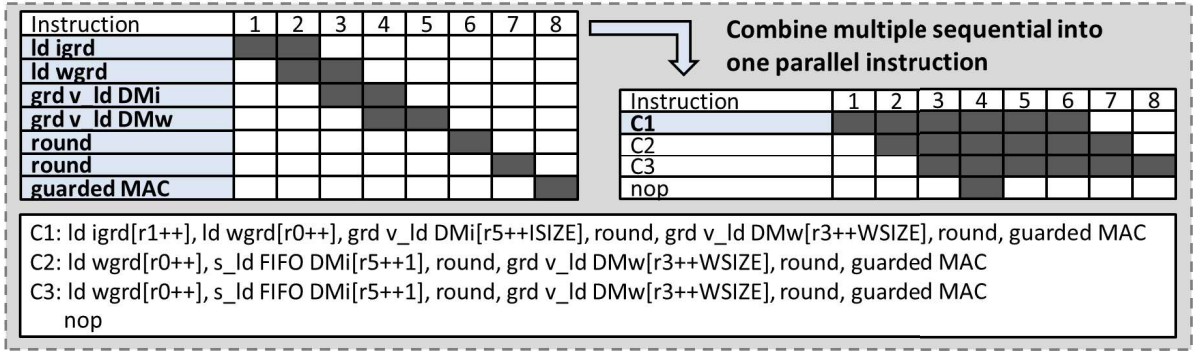 Instruction 1 2 3 4 5 6 7 8
ld igrd
ld wgrd
grd v_ld DMi
grd v_ld DMw
round
round
guarded MAC
Combine multiple sequential into
one parallel instruction
Instruction 1 2 3 4 5 6 7 8
C1
C2
C3
nop
C1: ld igrd[r1++], ld wgrd[r0++], grd v_ld DMi[r5++ISIZE], round, grd v_ld DMw[r3++WSIZE], round, guarded MAC
C2: ld wgrd[r0++], s_ld FIFO DMi[r5++1], round, grd v_ld DMw[r3++WSIZE], round, guarded MAC
C3: ld wgrd[r0++], s_ld FIFO DMi[r5++1], round, grd v_ld DMw[r3++WSIZE], round, guarded MAC
nop